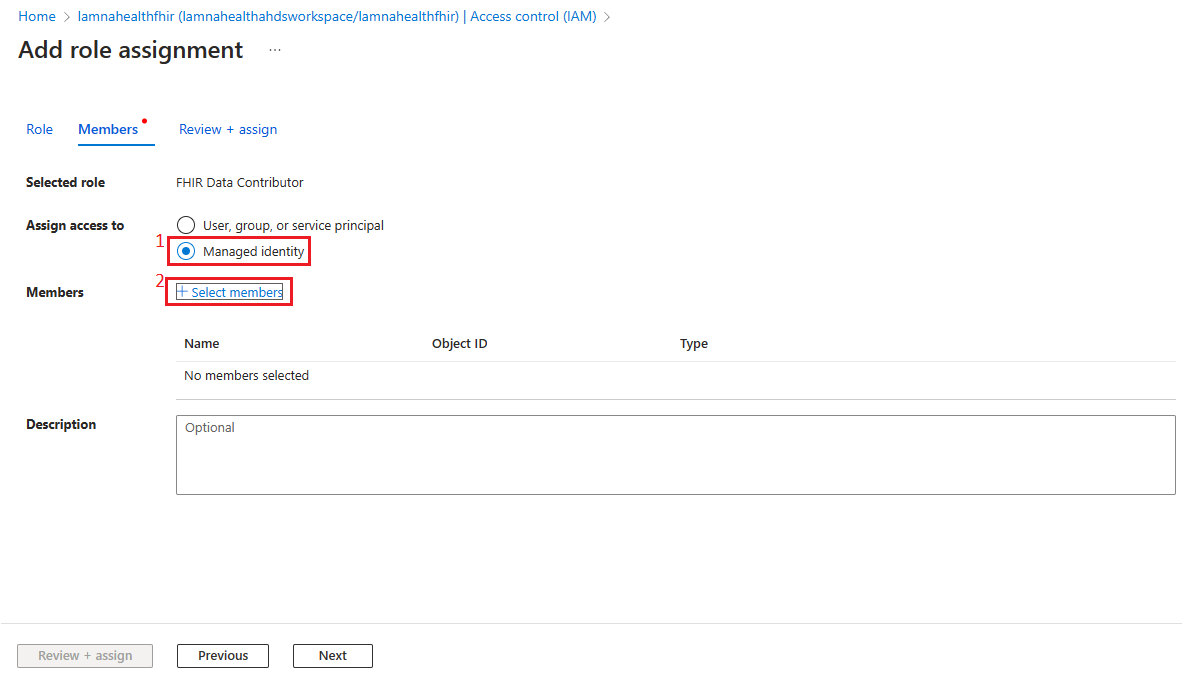 Home > lamnahealthfhir (lamnahealthahdsworkspace/lamnahealthfhir) | Access control (IAM) >
Add role assignment ...
Role Members Review + assign
Selected role FHIR Data Contributor
Assign access to User, group, or service principal
1 Managed identity
2
Members + Select members
Name Object ID Type
No members selected
Description Optional
Review + assign Previous Next